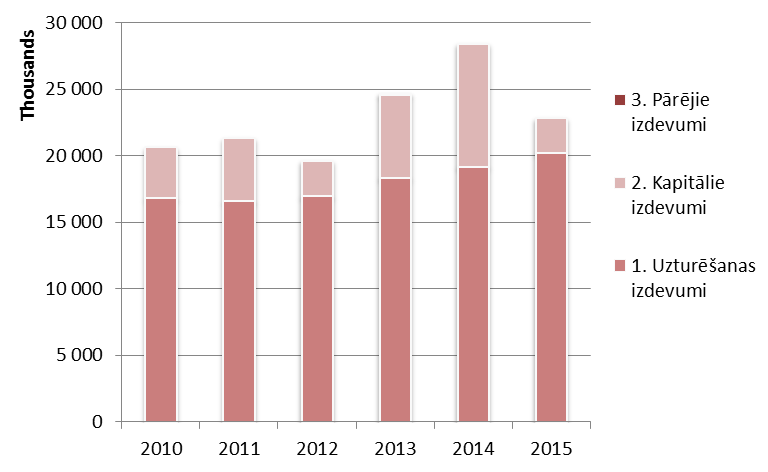 Thousands
30 000
25 000
20 000
15 000
10 000
5 000
0
2010 2011 2012 2013 2014 2015
3. Pārējie
izdevumi
2. Kapitālie
izdevumi
1. Uzturēšanas
izdevumi